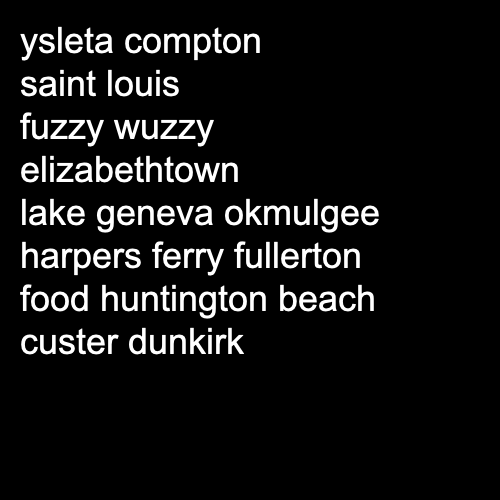 ysleta compton
saint louis
fuzzy wuzzy
elizabethtown
lake geneva okmulgee
harpers ferry fullerton
food huntington beach
custer dunkirk